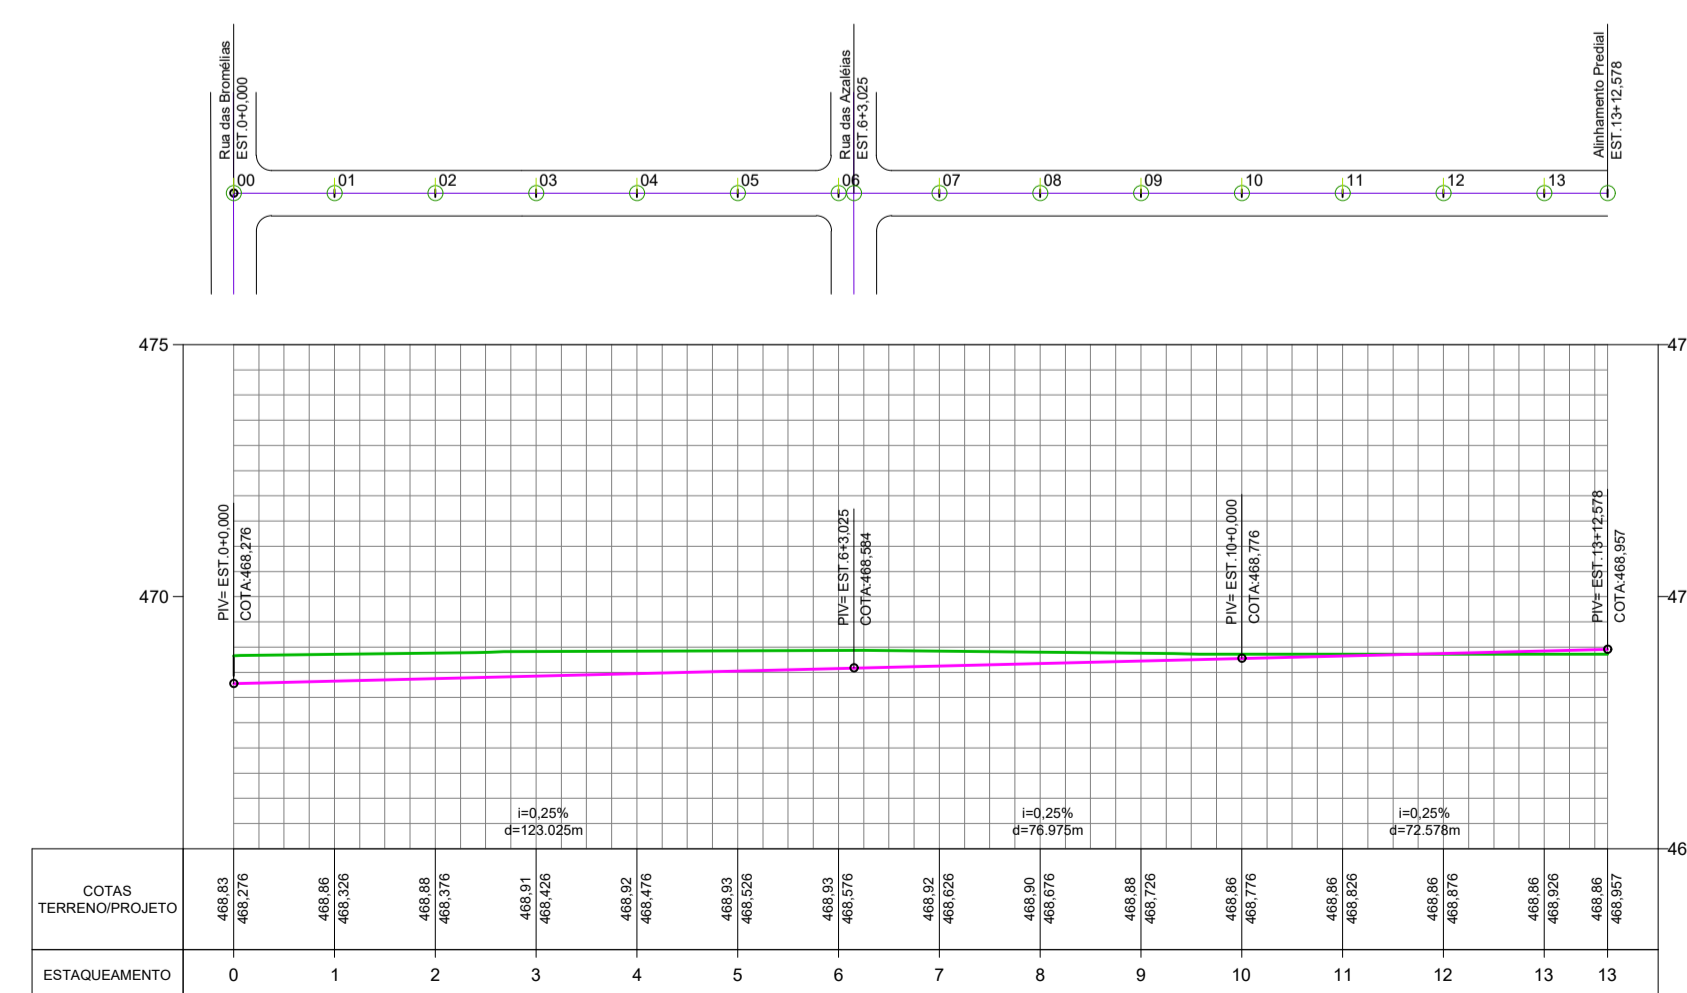 Rua das Bromélias
EST.0+0,000
Rua das Azaléias
EST.6+3,025
Alinhamento Predial
EST.13+12,578
00
01
02
03
04
05
06
07
08
09
10
11
12
13
475
47
PIV= EST.0+0,000
COTA:468,276
PIV= EST.6+3,025
COTA:468,584
PIV= EST.10+0,000
COTA:468,776
PIV= EST.13+12,578
COTA:468,957
470
47
i=0,25%
d=123.025m
i=0,25%
d=76.975m
i=0,25%
d=72.578m
465
46
COTAS
TERRENO/PROJETO
468,83
468,276
468,86
468,326
468,88
468,376
468,91
468,426
468,92
468,476
468,93
468,526
468,93
468,576
468,92
468,626
468,90
468,676
468,88
468,726
468,86
468,776
468,86
468,826
468,86
468,876
468,86
468,926
468,86
468,957
ESTAQUEAMENTO
0
1
2
3
4
5
6
7
8
9
10
11
12
13
13